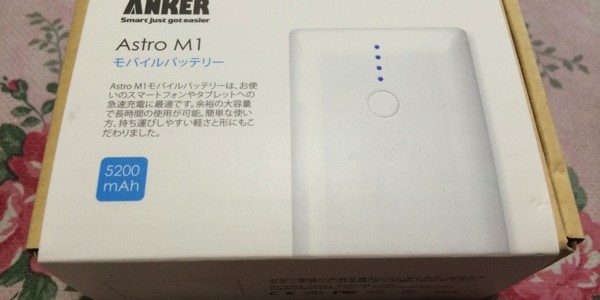 ANKER
Smart just got easier
Astro M1
モバイルバッテリー
Astro M1モバイルバッテリーは、お使
いのスマートフォンやタブレットへの
急速充電に最適です。余裕の大容量
で長時間の使用が可能。簡単な使い
方、持ち運びしやすい軽さと形にもこ
だわりました。
5200
mAh
CE FC